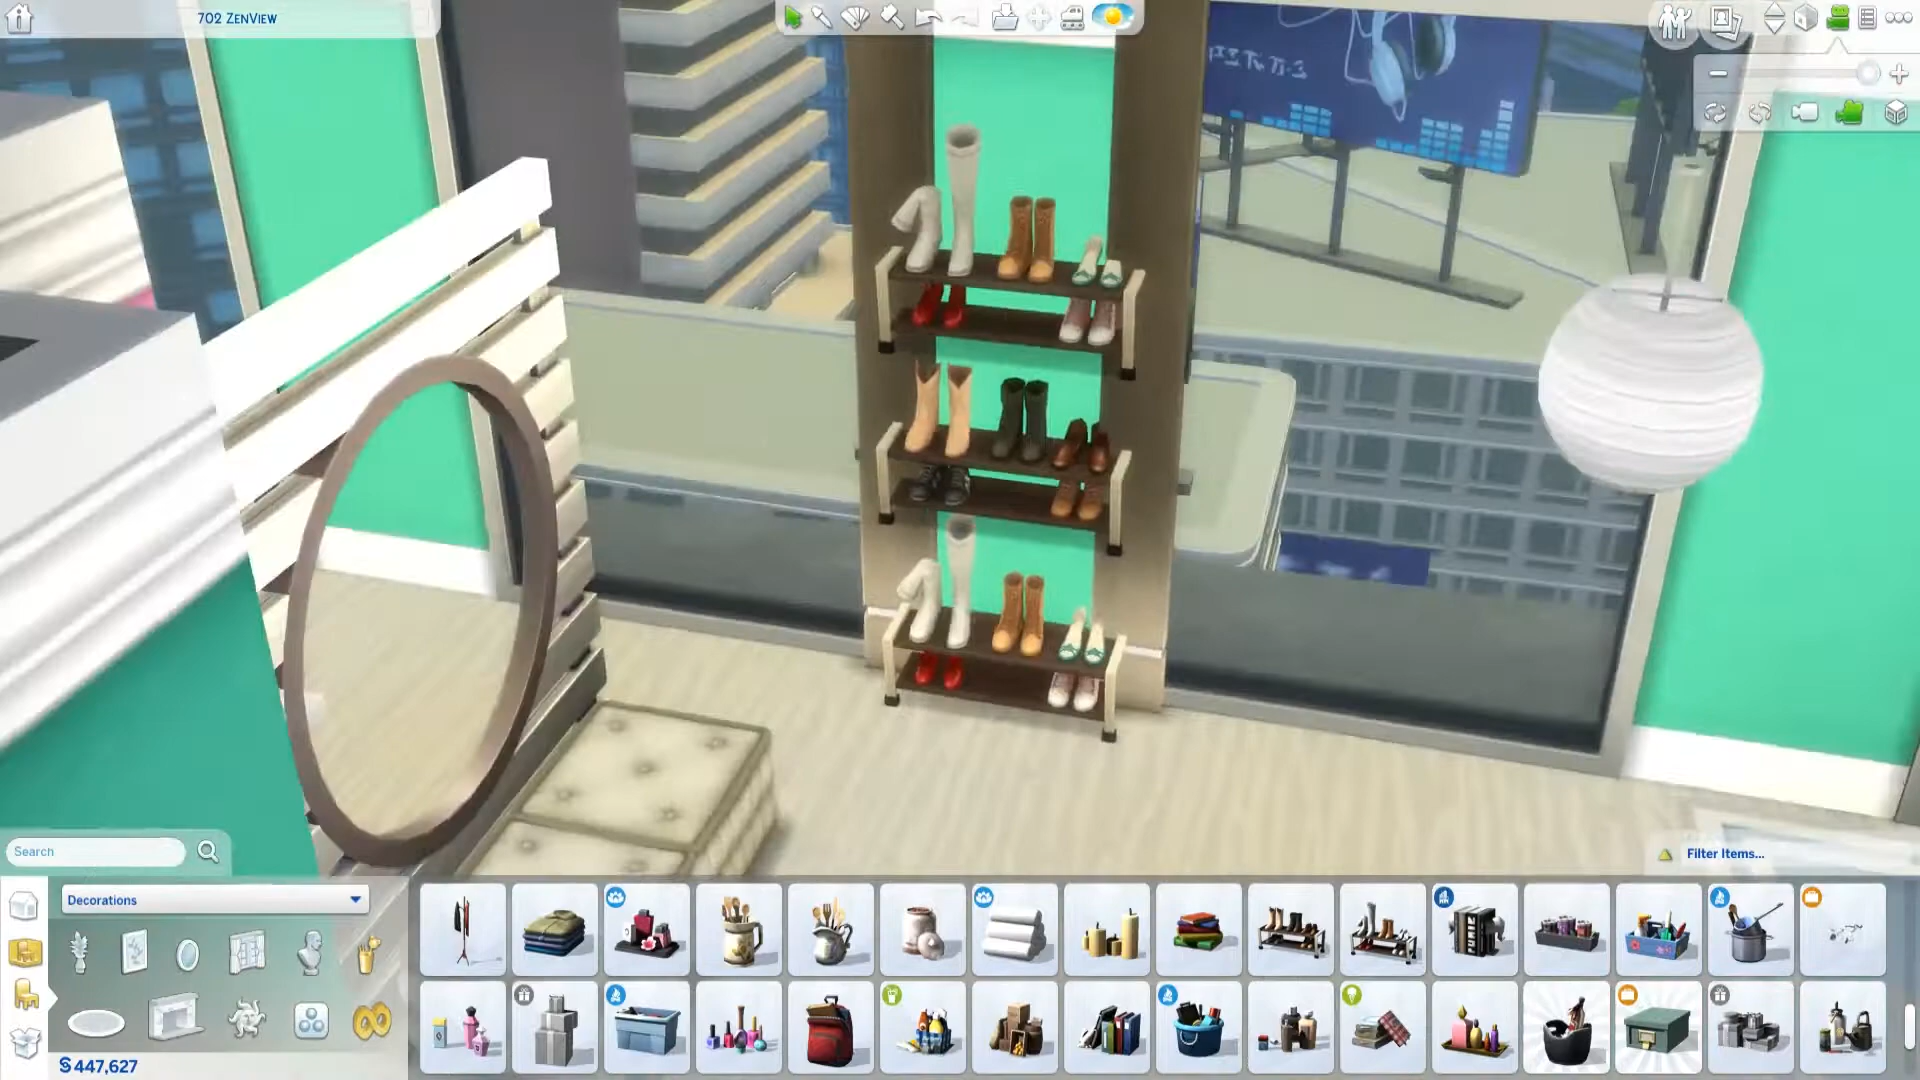 702 ZenView
Search
Filter Items...
Decorations
§447,627